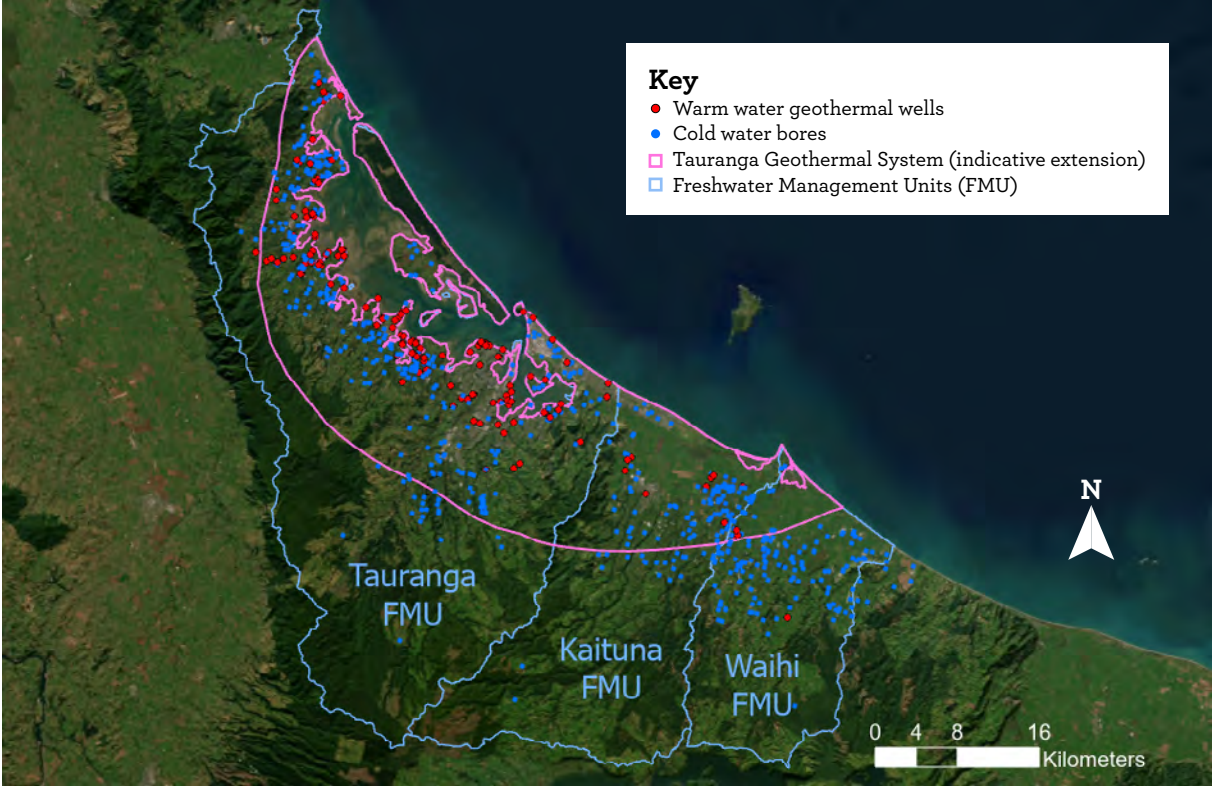 Key
Warm water geothermal wells
Cold water bores
Tauranga Geothermal System (indicative extension)
Freshwater Management Units (FMU)
N
Tauranga
FMU
Kaituna
FMU
Waihi
FMU
0 4 8 16
Kilometers